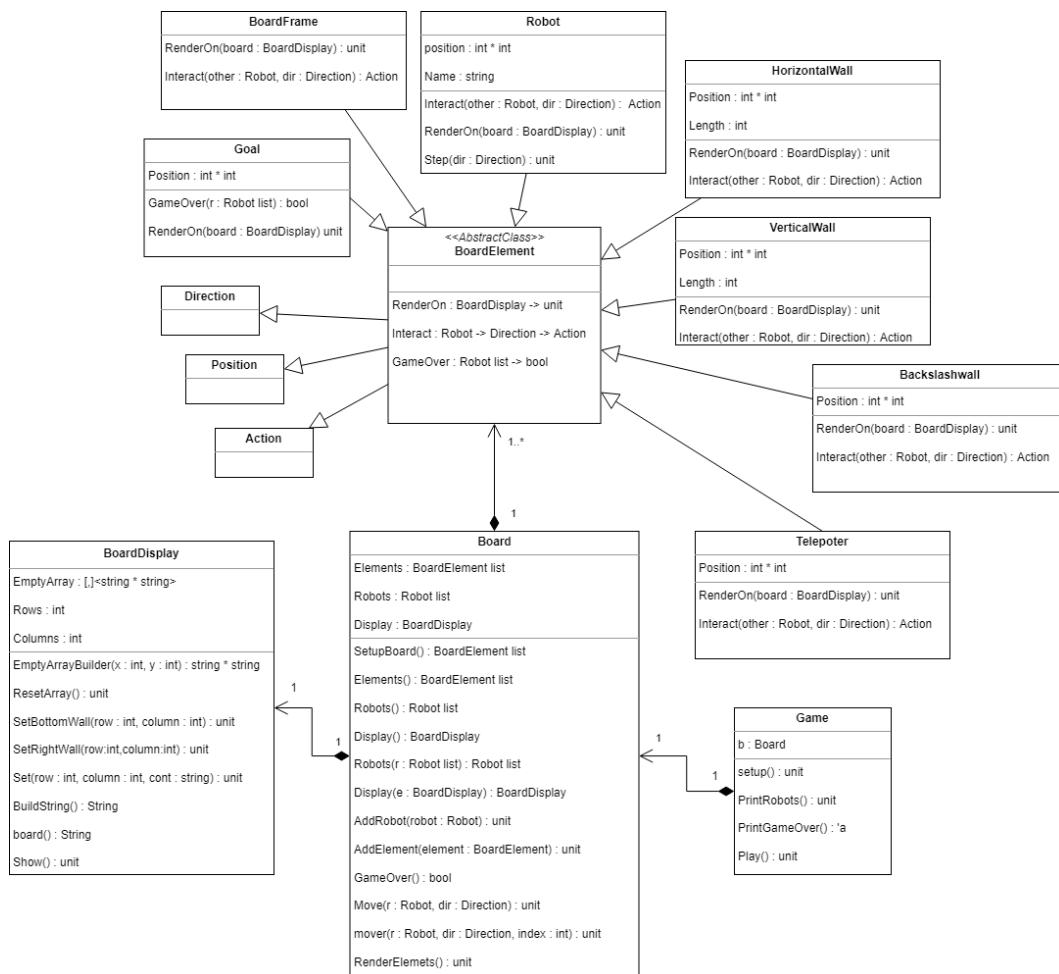 BoardFrame
RenderOn(board : BoardDisplay) : unit
Interact(other : Robot, dir : Direction) : Action
Robot
position : int * int
Name : string
Interact(other : Robot, dir : Direction) : Action
RenderOn(board : BoardDisplay) : unit
Step(dir : Direction) : unit
HorizontalWall
Position : int * int
Length : int
RenderOn(board : BoardDisplay) : unit
Interact(other : Robot, dir : Direction) : Action
Goal
Position : int * int
GameOver(r : Robot list) : bool
RenderOn(board : BoardDisplay) unit
VerticalWall
Position : int * int
Length : int
RenderOn(board : BoardDisplay) : unit
Interact(other : Robot, dir : Direction) : Action
<<AbstractClass>>
BoardElement
RenderOn : BoardDisplay -> unit
Interact : Robot -> Direction -> Action
GameOver : Robot list -> bool
Direction
Position
Action
Backslashwall
Position : int * int
RenderOn(board : BoardDisplay) : unit
Interact(other : Robot, dir : Direction) : Action
1..*
1
Telepoter
Position : int * int
RenderOn(board : BoardDisplay) : unit
Interact(other : Robot, dir : Direction) : Action
BoardDisplay
EmptyArray : [,]<string * string>
Rows : int
Columns : int
EmptyArrayBuilder(x : int, y : int) : string * string
ResetArray() : unit
SetBottomWall(row : int, column : int) : unit
SetRightWall(row:int,column:int) : unit
Set(row : int, column : int, cont : string) : unit
BuildString() : String
board() : String
Show() : unit
1
1
Board
Elements : BoardElement list
Robots : Robot list
Display : BoardDisplay
SetupBoard() : BoardElement list
Elements() : BoardElement list
Robots() : Robot list
Display() : BoardDisplay
Robots(r : Robot list) : Robot list
Display(e : BoardDisplay) : BoardDisplay
AddRobot(robot : Robot) : unit
AddElement(element : BoardElement) : unit
GameOver() : bool
Move(r : Robot, dir : Direction) : unit
mover(r : Robot, dir : Direction, index : int) : unit
RenderElemets() : unit
1
1
Game
b : Board
setup() : unit
PrintRobots() : unit
PrintGameOver() : 'a
Play() : unit